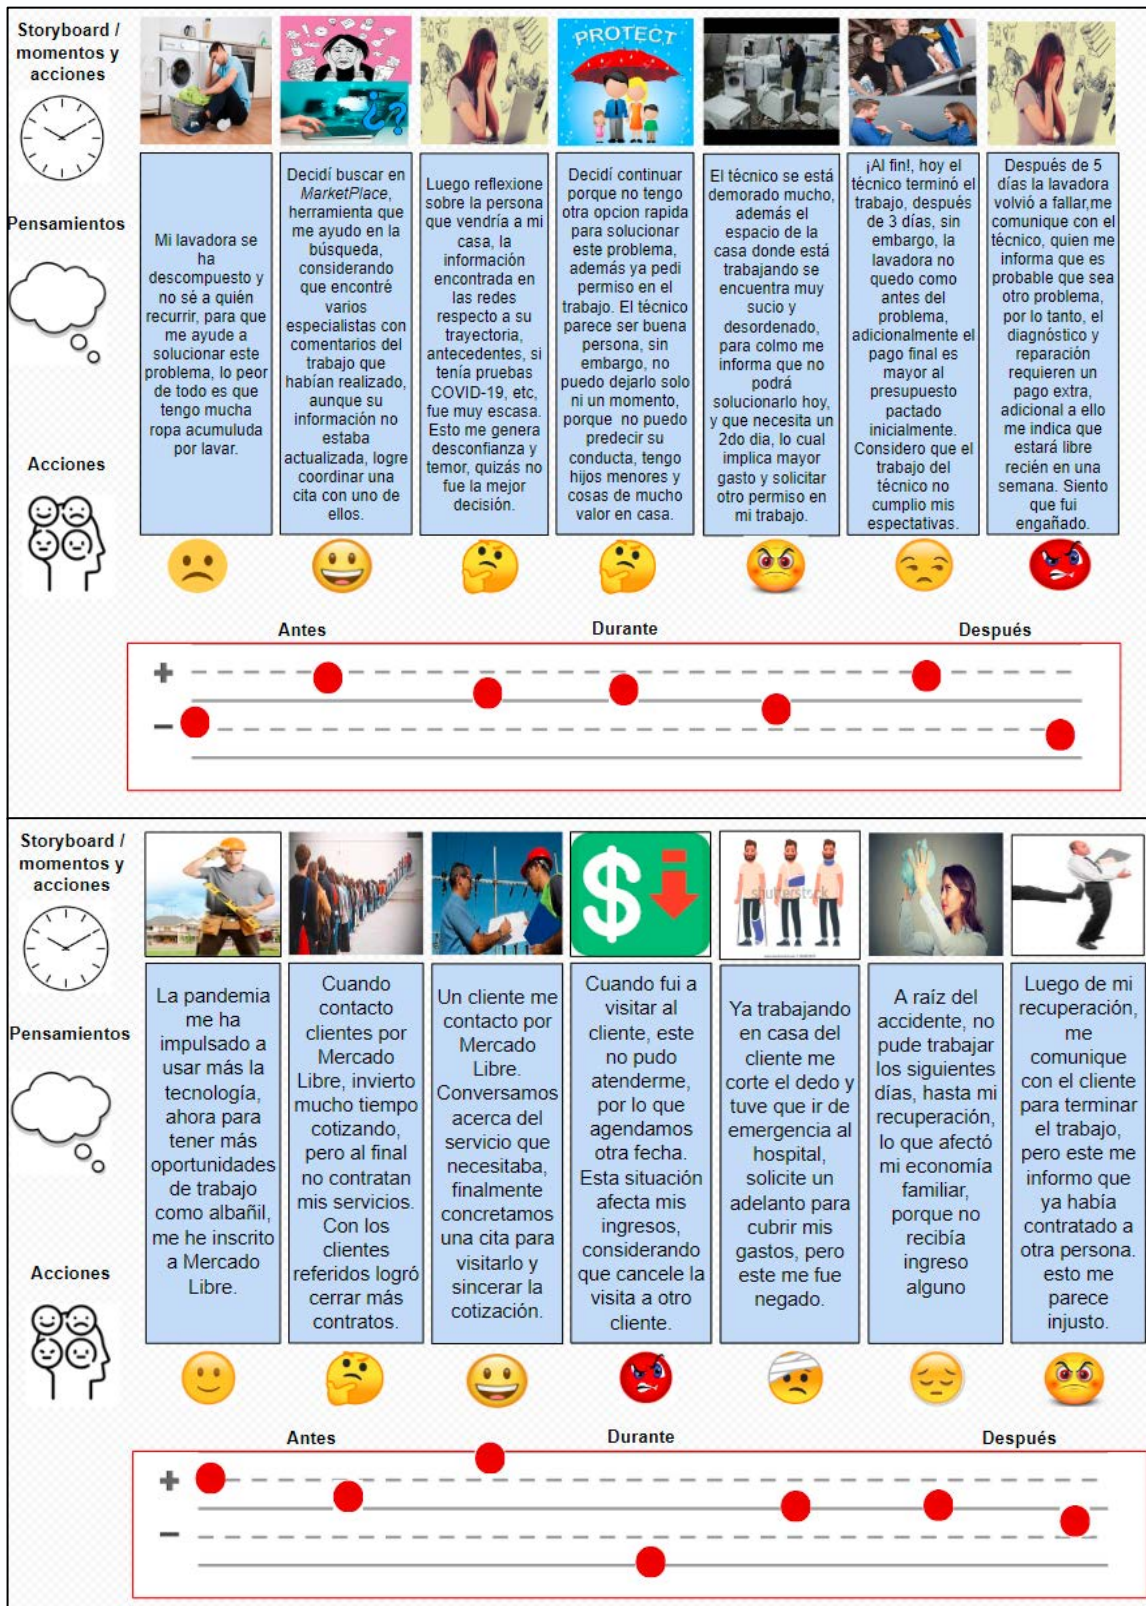 Storyboard /
momentos y
acciones
Pensamientos
Acciones
PROTECT
¿?
Mi lavadora se
ha
descompuesto y
no sé a quién
recurrir, para que
me ayude a
solucionar este
problema, lo peor
de todo es que
tengo mucha
ropa acumuluda
por lavar.
Decidí buscar en
MarketPlace,
herramienta que
me ayudo en la
búsqueda,
considerando
que encontré
varios
especialistas con
comentarios del
trabajo que
habían realizado,
aunque su
información no
estaba
actualizada, logre
coordinar una
cita con uno de
ellos.
Luego reflexione
sobre la persona
que vendría a mi
casa, la
información
encontrada en
las redes
respecto a su
trayectoria,
antecedentes, si
tenía pruebas
COVID-19, etc,
fue muy escasa.
Esto me genera
desconfianza y
temor, quizás no
fue la mejor
decisión.
Decidí continuar
porque no tengo
otra opcion rapida
para solucionar
este problema,
además ya pedi
permiso en el
trabajo. El técnico
parece ser buena
persona, sin
embargo, no
puedo dejarlo solo
ni un momento,
porque no puedo
predecir su
conducta, tengo
hijos menores y
cosas de mucho
valor en casa.
El técnico se está
demorado mucho,
además el
espacio de la
casa donde está
trabajando se
encuentra muy
sucio y
desordenado,
para colmo me
informa que no
podrá
solucionarlo hoy,
y que necesita un
2do dia, lo cual
implica mayor
gasto y solicitar
otro permiso en
mi trabajo.
¡Al fin!, hoy el
técnico terminó el
trabajo, después
de 3 días, sin
embargo, la
lavadora no
quedo como
antes del
problema,
adicionalmente el
pago final es
mayor al
presupuesto
pactado
inicialmente.
Considero que el
trabajo del
técnico no
cumplio mis
espectativas.
Después de 5
días la lavadora
volvió a fallar,me
comunique con el
técnico, quien me
informa que es
probable que sea
otro problema,
por lo tanto, el
diagnóstico y
reparación
requieren un
pago extra,
adicional a ello
me indica que
estará libre
recién en una
semana. Siento
que fui
engañado.
Antes
Durante
Después
+
−
Storyboard /
momentos y
acciones
Pensamientos
Acciones
$
shutterstock
La pandemia
me ha
impulsado a
usar más la
tecnología,
ahora para
tener más
oportunidades
de trabajo
como albañil,
me he inscrito
a Mercado
Libre.
Cuando
contacto
clientes por
Mercado
Libre, invierto
mucho tiempo
cotizando,
pero al final
no contratan
mis servicios.
Con los
clientes
referidos logró
cerrar más
contratos.
Un cliente me
contacto por
Mercado
Libre.
Conversamos
acerca del
servicio que
necesitaba,
finalmente
concretamos
una cita para
visitarlo y
sincerar la
cotización.
Cuando fui a
visitar al
cliente, este
no pudo
atenderme,
por lo que
agendamos
otra fecha.
Esta situación
afecta mis
ingresos,
considerando
que cancele la
visita a otro
cliente.
Ya trabajando
en casa del
cliente me
corte el dedo y
tuve que ir de
emergencia al
hospital,
solicite un
adelanto para
cubrir mis
gastos, pero
este me fue
negado.
A raíz del
accidente, no
pude trabajar
los siguientes
días, hasta mi
recuperación,
lo que afectó
mi economía
familiar,
porque no
recibía
ingreso
alguno
Luego de mi
recuperación,
me
comunique
con el cliente
para terminar
el trabajo,
pero este me
informo que
ya había
contratado a
otra persona.
esto me
parece
injusto.
Antes
Durante
Después
+
−